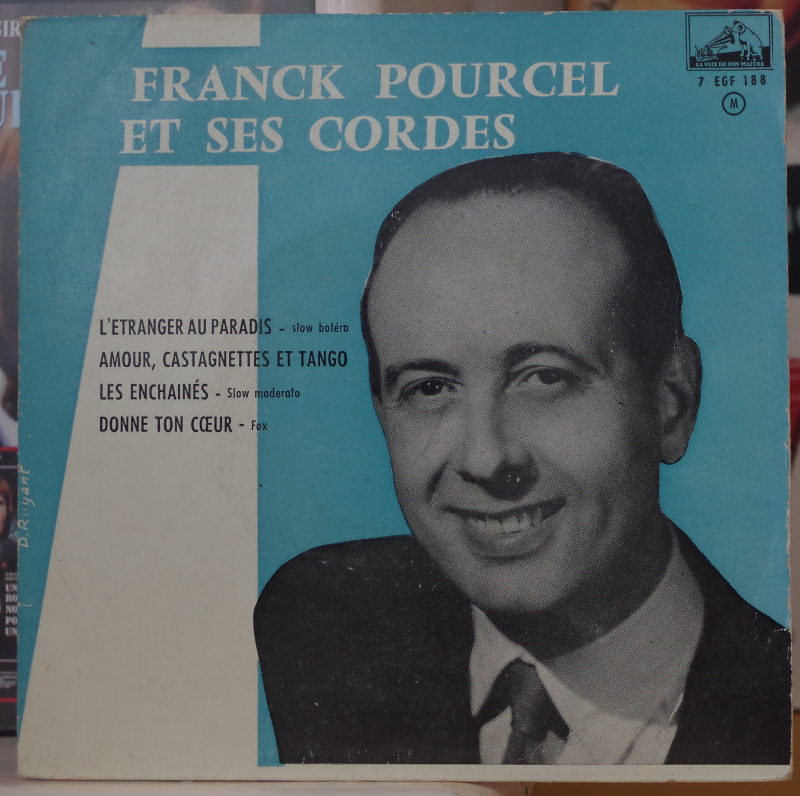 FRANCK POURCEL
ET SES CORDES
LA VOIX DE SON MAITRE
7 EGF 188
M
L'ETRANGER AU PARADIS - slow boléro
AMOUR, CASTAGNETTES ET TANGO
LES ENCHAINÉS - Slow moderato
DONNE TON CŒUR - Fox